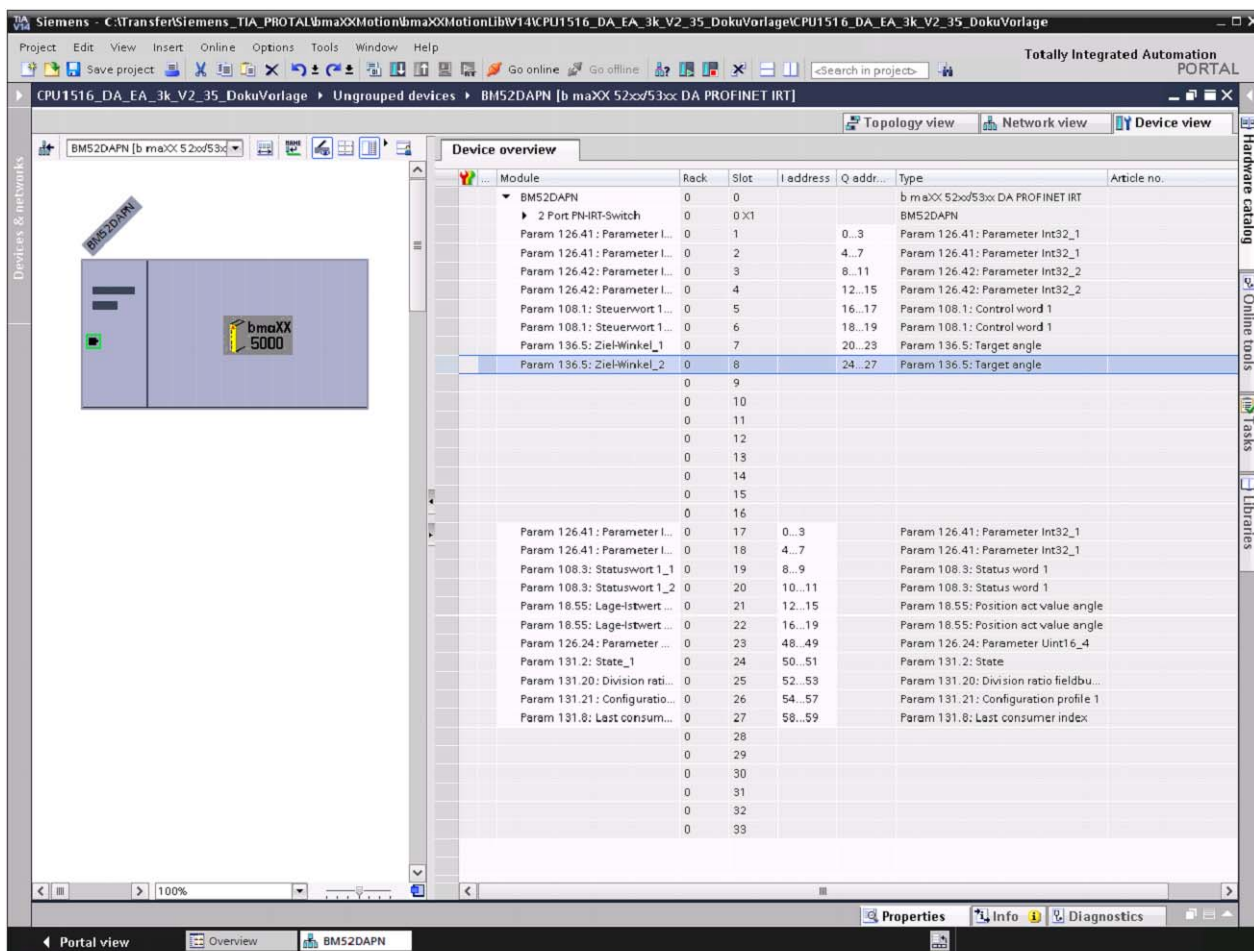 TIA V14 Siemens - C:\Transfer\Siemens_TIA_PROTAL\bmaXXMotion\bmaXXMotionLib\V14\CPU1516_DA_EA_3k_V2_35_DokuVorlage\CPU1516_DA_EA_3k_V2_35_DokuVorlage
Project Edit View Insert Online Options Tools Window Help
Totally Integrated Automation
PORTAL
Save project Go online Go offline <Search in project>
CPU1516_DA_EA_3k_V2_35_DokuVorlage Ungrouped devices BM52DAPN [b maXX 52xx/53xx DA PROFINET IRT]
Topology view Network view Device view
BM52DAPN [b maXX 52xx/53x
Devices & networks
BM52DAPN
bmaXX
5000
100%
Device overview
... Module Rack Slot I address Q addr... Type Article no.
BM52DAPN 0 0 b maXX 52xx/53xx DA PROFINET IRT
2 Port PN-IRT-Switch 0 0 X1 BM52DAPN
Param 126.41: Parameter I... 0 1 0...3 Param 126.41: Parameter Int32_1
Param 126.41: Parameter I... 0 2 4...7 Param 126.41: Parameter Int32_1
Param 126.42: Parameter I... 0 3 8...11 Param 126.42: Parameter Int32_2
Param 126.42: Parameter I... 0 4 12...15 Param 126.42: Parameter Int32_2
Param 108.1: Steuerwort 1... 0 5 16...17 Param 108.1: Control word 1
Param 108.1: Steuerwort 1... 0 6 18...19 Param 108.1: Control word 1
Param 136.5: Ziel-Winkel_1 0 7 20...23 Param 136.5: Target angle
Param 136.5: Ziel-Winkel_2 0 8 24...27 Param 136.5: Target angle
0 9
0 10
0 11
0 12
0 13
0 14
0 15
0 16
Param 126.41: Parameter I... 0 17 0...3 Param 126.41: Parameter Int32_1
Param 126.41: Parameter I... 0 18 4...7 Param 126.41: Parameter Int32_1
Param 108.3: Statuswort 1_1 0 19 8...9 Param 108.3: Status word 1
Param 108.3: Statuswort 1_2 0 20 10...11 Param 108.3: Status word 1
Param 18.55: Lage-Istwert ... 0 21 12...15 Param 18.55: Position act value angle
Param 18.55: Lage-Istwert ... 0 22 16...19 Param 18.55: Position act value angle
Param 126.24: Parameter ... 0 23 48...49 Param 126.24: Parameter Uint16_4
Param 131.2: State_1 0 24 50...51 Param 131.2: State
Param 131.20: Division rati... 0 25 52...53 Param 131.20: Division ratio fieldbu...
Param 131.21: Configuratio... 0 26 54...57 Param 131.21: Configuration profile 1
Param 131.8: Last consum... 0 27 58...59 Param 131.8: Last consumer index
0 28
0 29
0 30
0 31
0 32
0 33
Hardware catalog
Online tools
Tasks
Libraries
Properties Info Diagnostics
Portal view Overview BM52DAPN